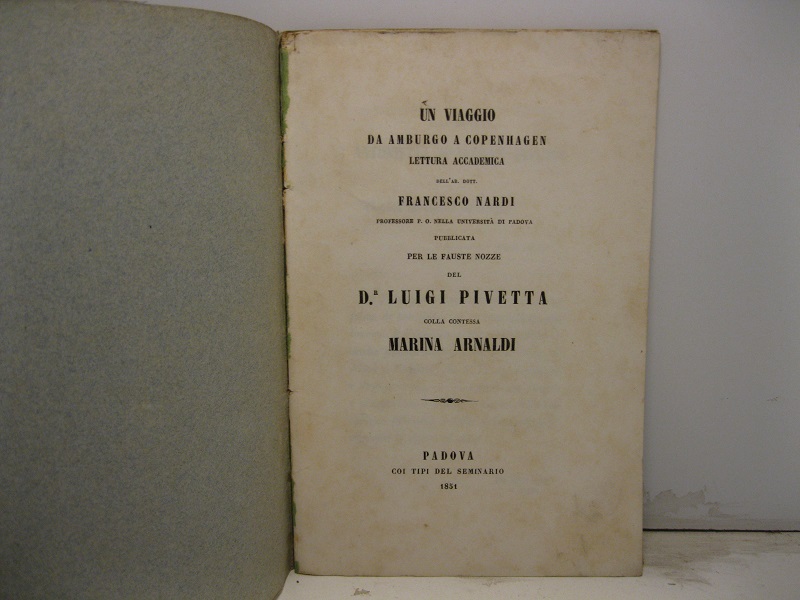 UN VIAGGIO
DA AMBURGO A COPENHAGEN
LETTURA ACCADEMICA
DELL'AB. DOTT.
FRANCESCO NARDI
PROFESSORE P. O. NELLA UNIVERSITÀ DI PADOVA
PUBBLICATA
PER LE FAUSTE NOZZE
DEL
D.R LUIGI PIVETTA
COLLA CONTESSA
MARINA ARNALDI
PADOVA
COI TIPI DEL SEMINARIO
1851